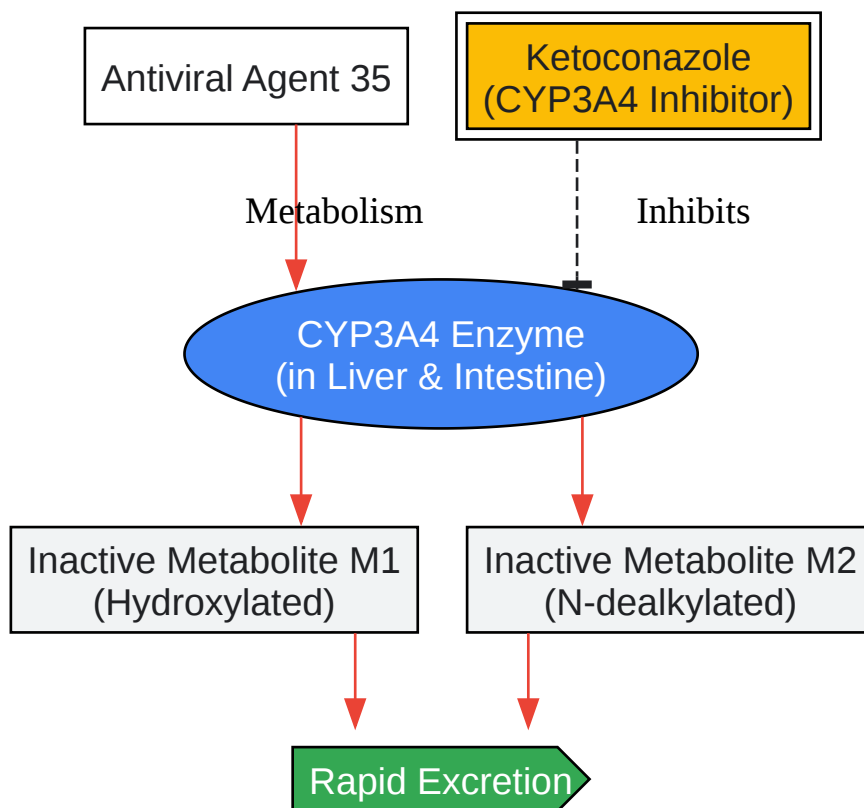 Antiviral Agent 35
Ketoconazole
(CYP3A4 Inhibitor)
Metabolism
Inhibits
CYP3A4 Enzyme
(in Liver & Intestine)
Inactive Metabolite M1
(Hydroxylated)
Inactive Metabolite M2
(N-dealkylated)
Rapid Excretion